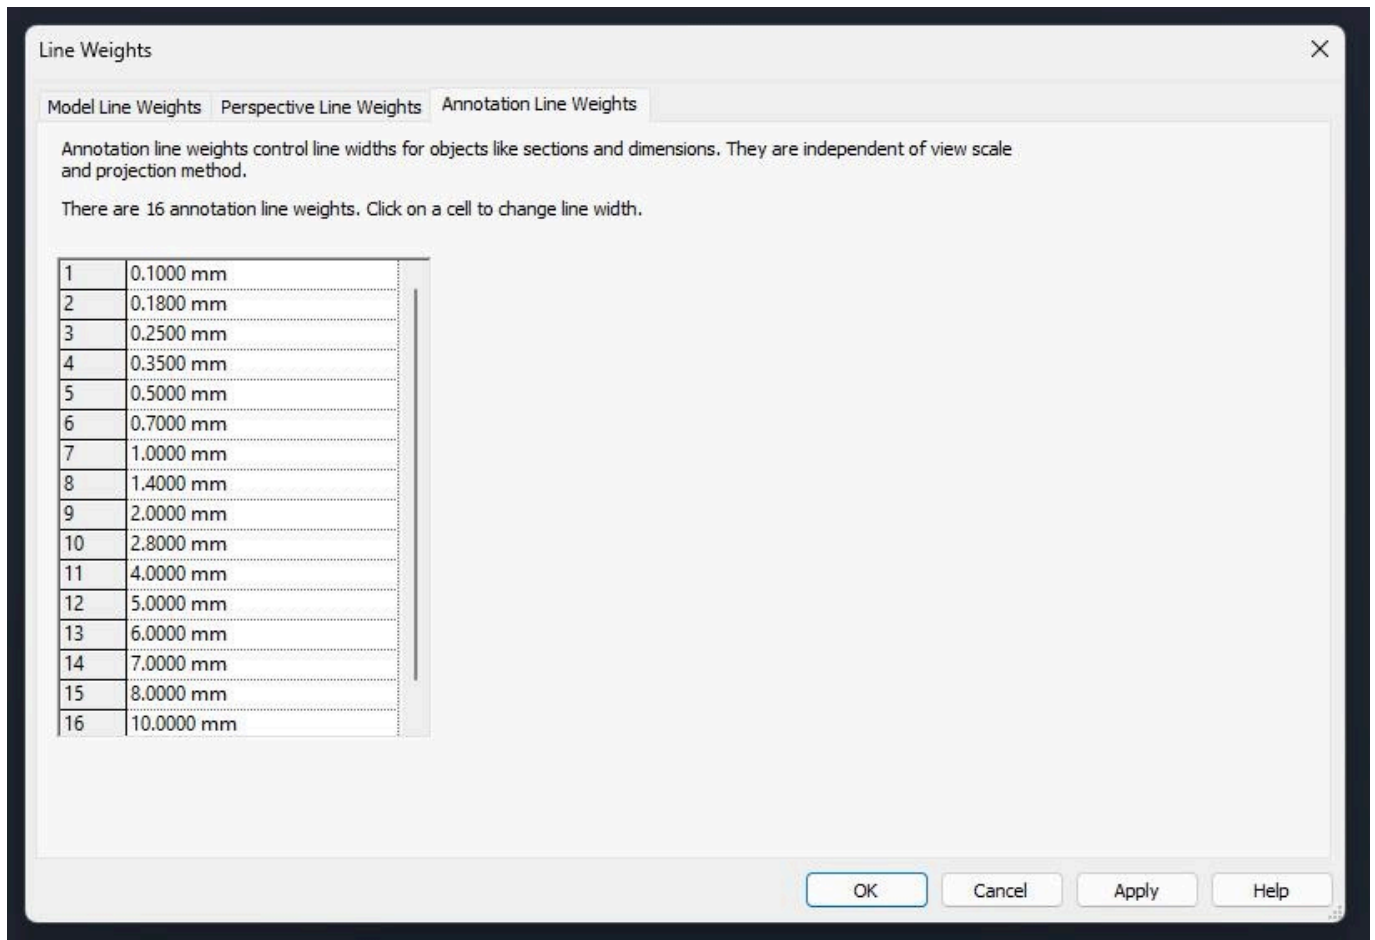 Line Weights
Model Line Weights Perspective Line Weights Annotation Line Weights
Annotation line weights control line widths for objects like sections and dimensions. They are independent of view scale
and projection method.
There are 16 annotation line weights. Click on a cell to change line width.
1 0.1000 mm
2 0.1800 mm
3 0.2500 mm
4 0.3500 mm
5 0.5000 mm
6 0.7000 mm
7 1.0000 mm
8 1.4000 mm
9 2.0000 mm
10 2.8000 mm
11 4.0000 mm
12 5.0000 mm
13 6.0000 mm
14 7.0000 mm
15 8.0000 mm
16 10.0000 mm
OK Cancel Apply Help